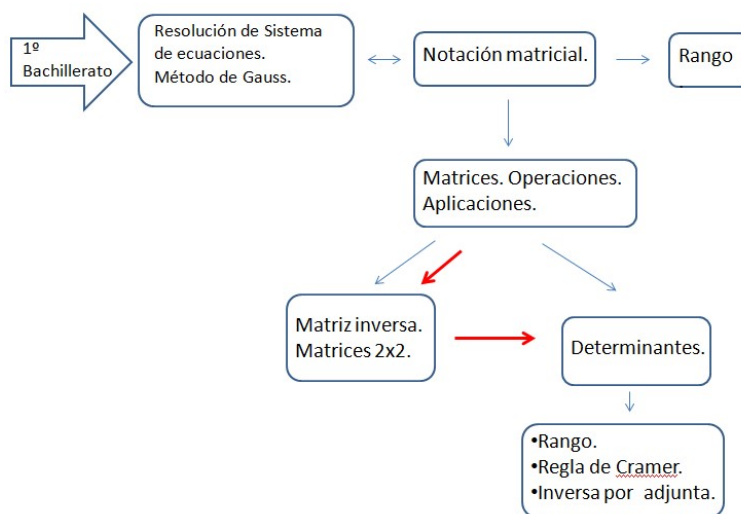 1º
Bachillerato
Resolución de Sistema
de ecuaciones.
Método de Gauss.
Notación matricial.
Rango
.
Matrices. Operaciones.
Aplicaciones.
Matriz inversa.
Matrices 2x2.
Determinantes.
•Rango.
•Regla de Cramer.
•Inversa por adjunta.